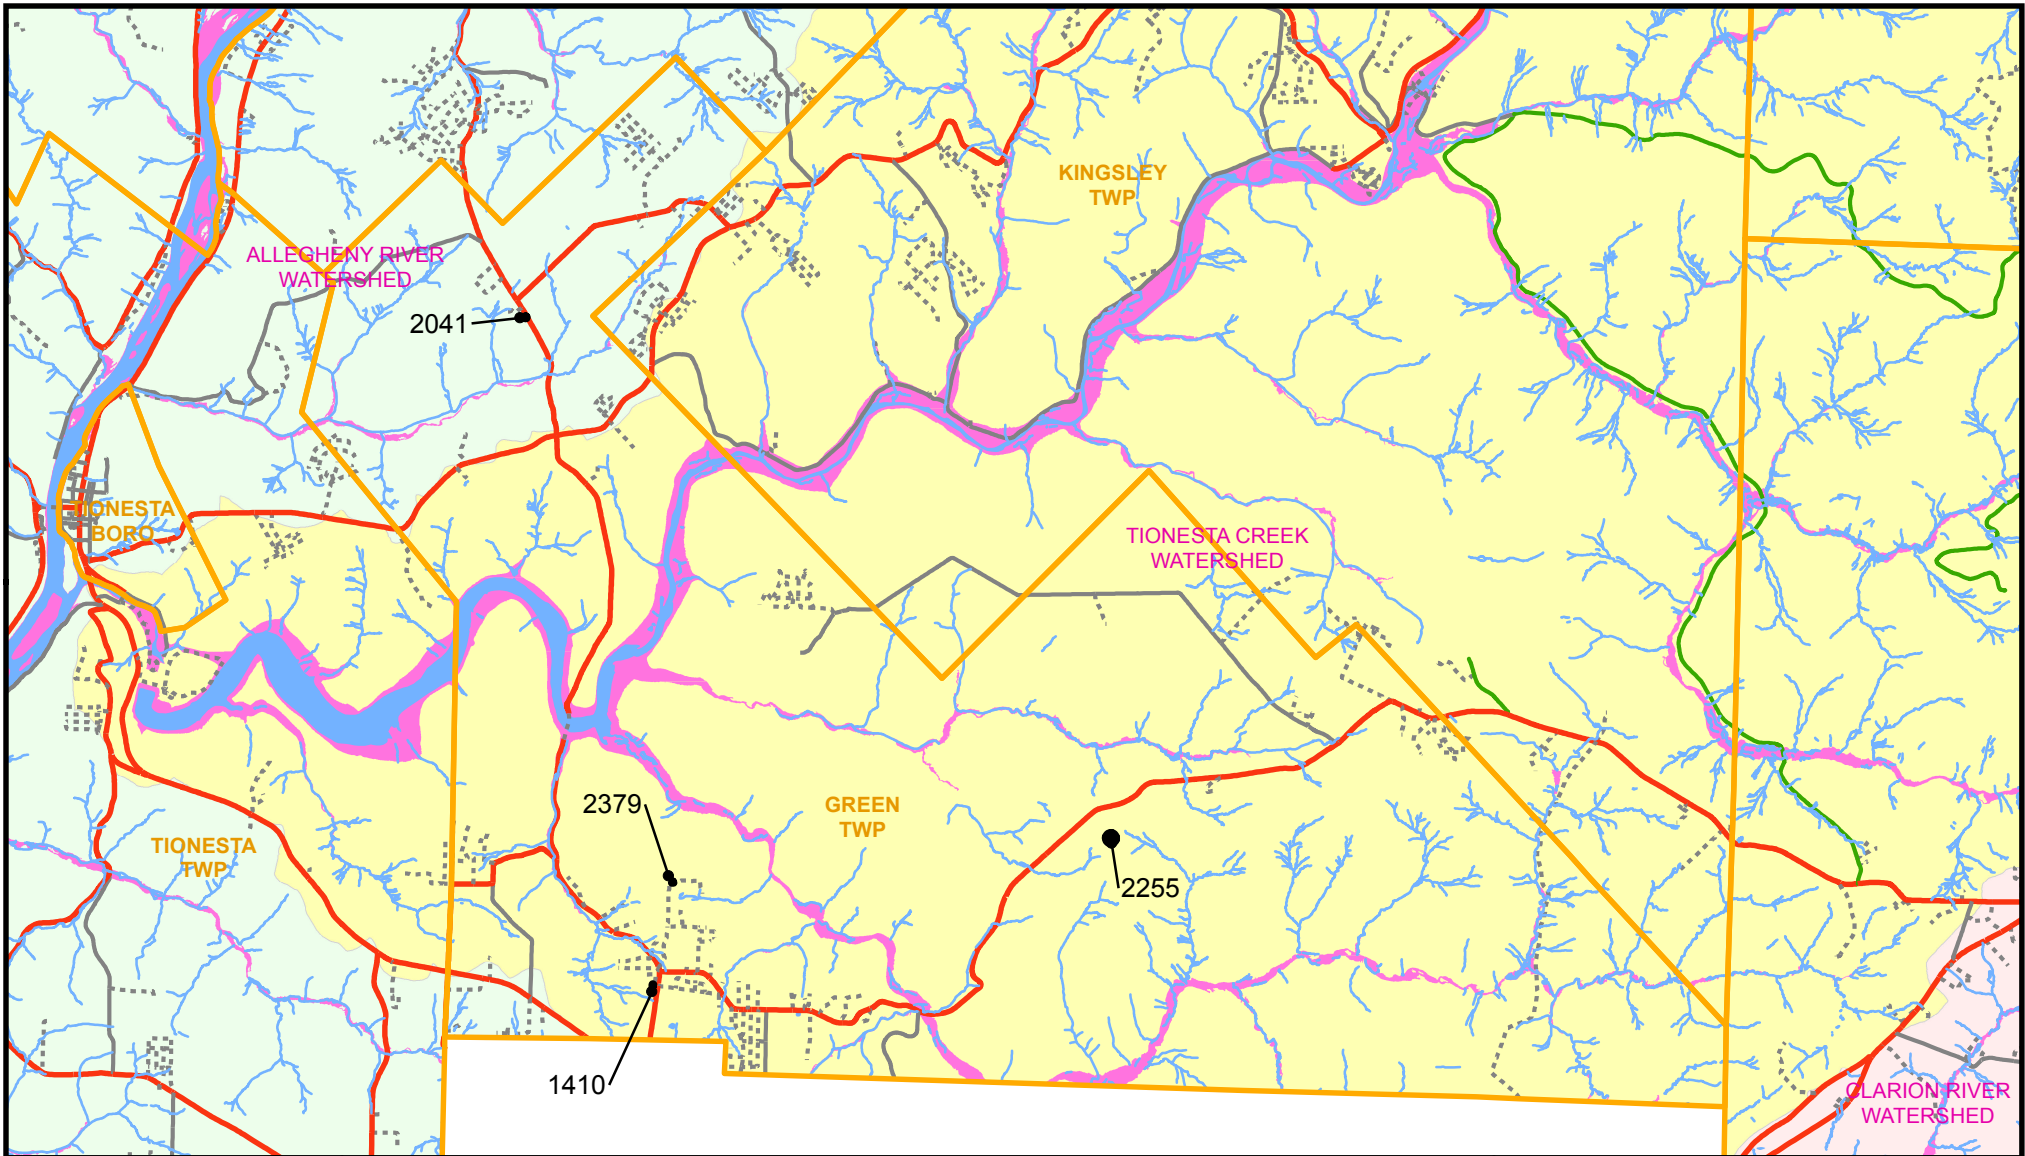 KINGSLEY
TWP
ALLEGHENY RIVER
WATERSHED
2041
TIONESTA
BORO
TIONESTA CREEK
WATERSHED
2379
GREEN
TWP
TIONESTA
TWP
2255
1410
CLARION RIVER
WATERSHED